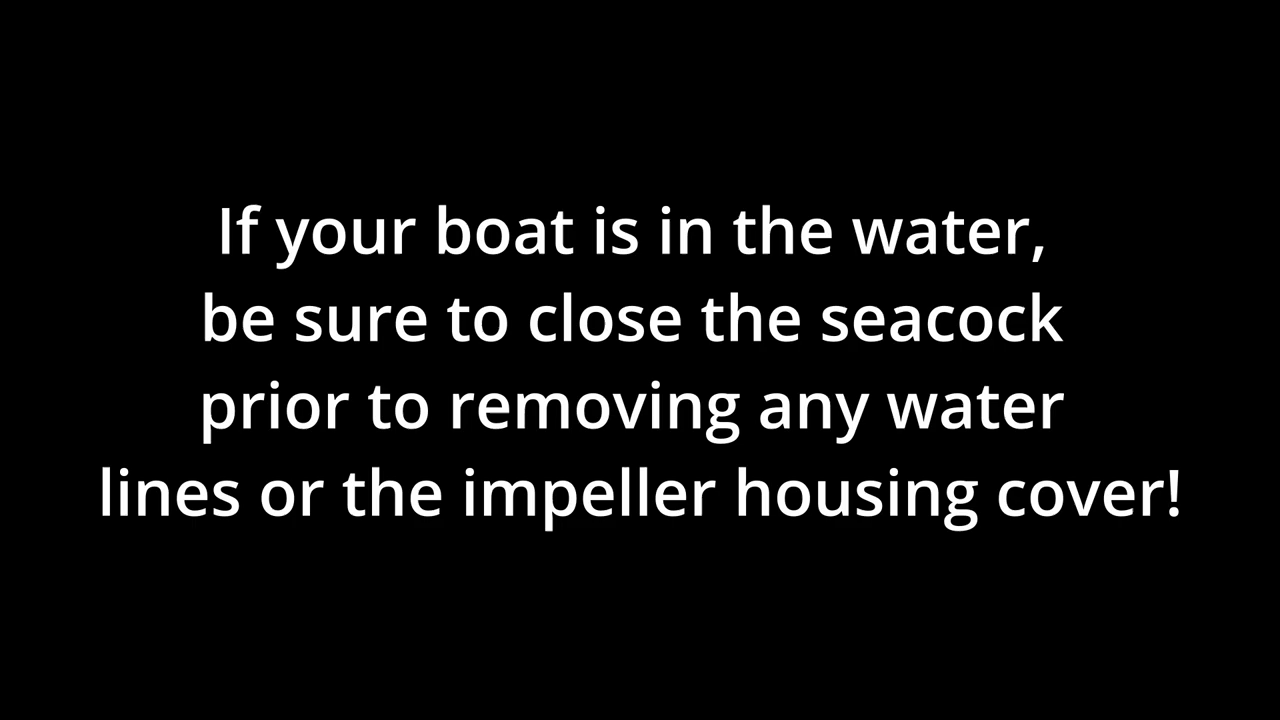 If your boat is in the water,
be sure to close the seacock
prior to removing any water
lines or the impeller housing cover!